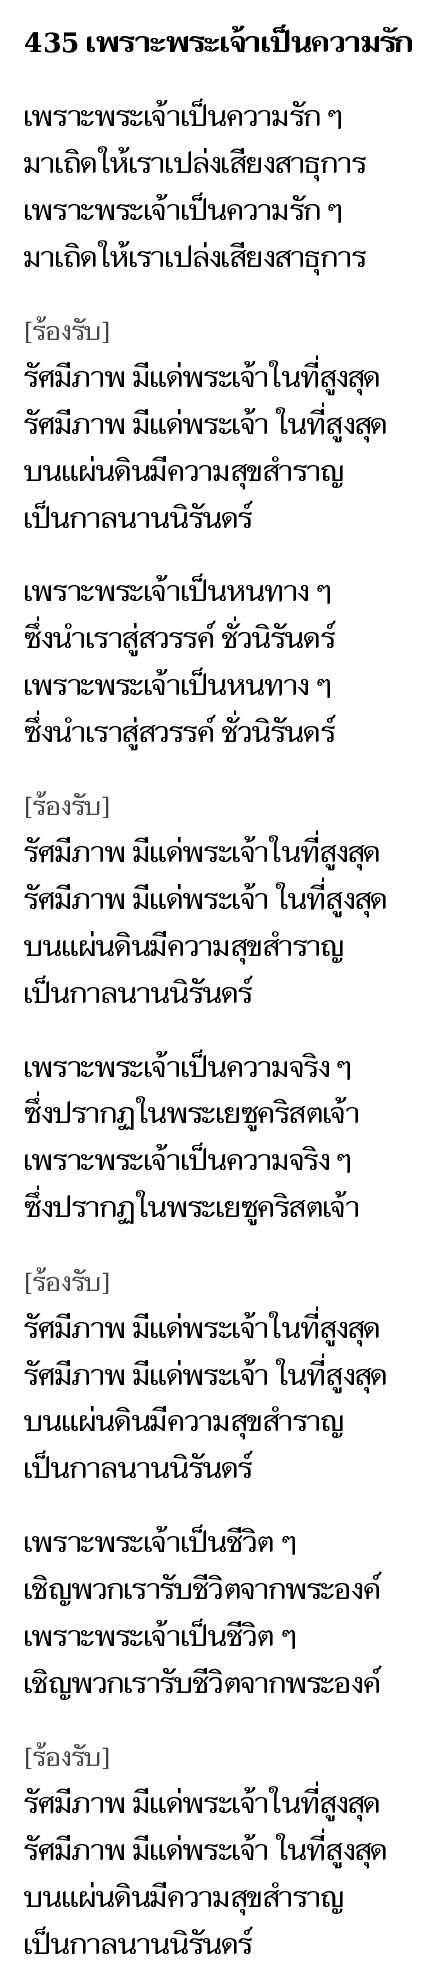 435 เพราะพระเจ้าเป็นความรัก
เพราะพระเจ้าเป็นความรัก ๆ
มาเถิดให้เราเปล่งเสียงสาธุการ
เพราะพระเจ้าเป็นความรัก ๆ
มาเถิดให้เราเปล่งเสียงสาธุการ
[ร้องรับ]
รัศมีภาพ มีแด่พระเจ้าในที่สูงสุด
รัศมีภาพ มีแด่พระเจ้า ในที่สูงสุด
บนแผ่นดินมีความสุขสำราญ
เป็นกาลนานนิรันดร์
เพราะพระเจ้าเป็นหนทาง ๆ
ซึ่งนำเราสู่สวรรค์ ชั่วนิรันดร์
เพราะพระเจ้าเป็นหนทาง ๆ
ซึ่งนำเราสู่สวรรค์ ชั่วนิรันดร์
[ร้องรับ]
รัศมีภาพ มีแด่พระเจ้าในที่สูงสุด
รัศมีภาพ มีแด่พระเจ้า ในที่สูงสุด
บนแผ่นดินมีความสุขสำราญ
เป็นกาลนานนิรันดร์
เพราะพระเจ้าเป็นความจริง ๆ
ซึ่งปรากฏในพระเยซูคริสตเจ้า
เพราะพระเจ้าเป็นความจริง ๆ
ซึ่งปรากฏในพระเยซูคริสตเจ้า
[ร้องรับ]
รัศมีภาพ มีแด่พระเจ้าในที่สูงสุด
รัศมีภาพ มีแด่พระเจ้า ในที่สูงสุด
บนแผ่นดินมีความสุขสำราญ
เป็นกาลนานนิรันดร์
เพราะพระเจ้าเป็นชีวิต ๆ
เชิญพวกเรารับชีวิตจากพระองค์
เพราะพระเจ้าเป็นชีวิต ๆ
เชิญพวกเรารับชีวิตจากพระองค์
[ร้องรับ]
รัศมีภาพ มีแด่พระเจ้าในที่สูงสุด
รัศมีภาพ มีแด่พระเจ้า ในที่สูงสุด
บนแผ่นดินมีความสุขสำราญ
เป็นกาลนานนิรันดร์